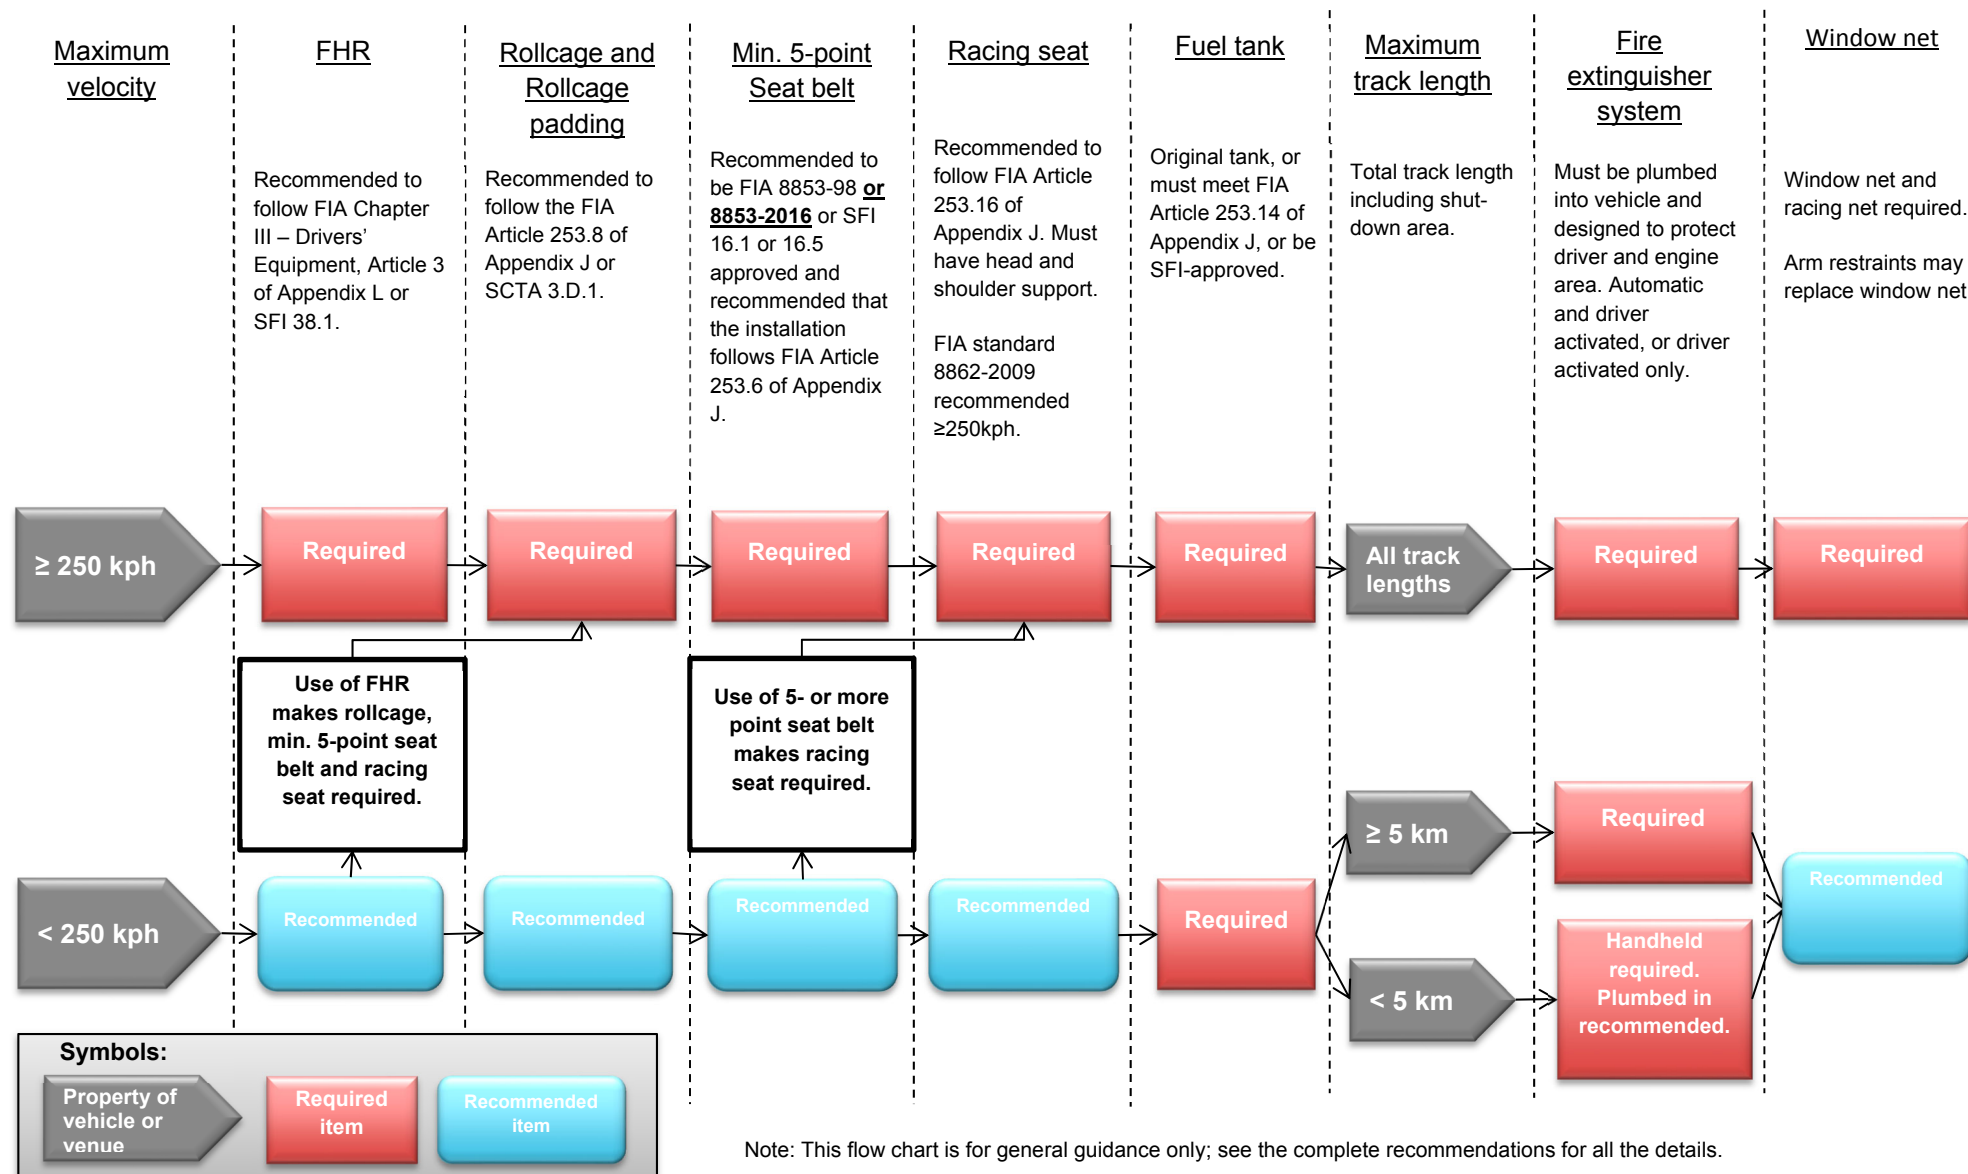 Maximum
velocity
FHR
Recommended to
follow FIA Chapter
III – Drivers’
Equipment, Article 3
of Appendix L or
SFI 38.1.
Rollcage and
Rollcage
padding
Recommended to
follow the FIA
Article 253.8 of
Appendix J or
SCTA 3.D.1.
Min. 5-point
Seat belt
Recommended to
be FIA 8853-98 or
8853-2016 or SFI
16.1 or 16.5
approved and
recommended that
the installation
follows FIA Article
253.6 of Appendix
J.
Racing seat
Recommended to
follow FIA Article
253.16 of
Appendix J. Must
have head and
shoulder support.
FIA standard
8862-2009
recommended
≥250kph.
Fuel tank
Original tank, or
must meet FIA
Article 253.14 of
Appendix J, or be
SFI-approved.
Maximum
track length
Total track length
including shut-
down area.
Fire
extinguisher
system
Must be plumbed
into vehicle and
designed to protect
driver and engine
area. Automatic
and driver
activated, or driver
activated only.
Window net
Window net and
racing net required.
Arm restraints may
replace window net
≥ 250 kph
Required
Required
Required
Required
Required
All track
lengths
Required
Required
Use of FHR
makes rollcage,
min. 5-point seat
belt and racing
seat required.
Use of 5- or more
point seat belt
makes racing
seat required.
< 250 kph
Recommended
Recommended
Recommended
Recommended
Required
≥ 5 km
Required
< 5 km
Handheld
required.
Plumbed in
recommended.
Recommended
Symbols:
Property of
vehicle or
venue
Required
item
Recommended
item
Note: This flow chart is for general guidance only; see the complete recommendations for all the details.